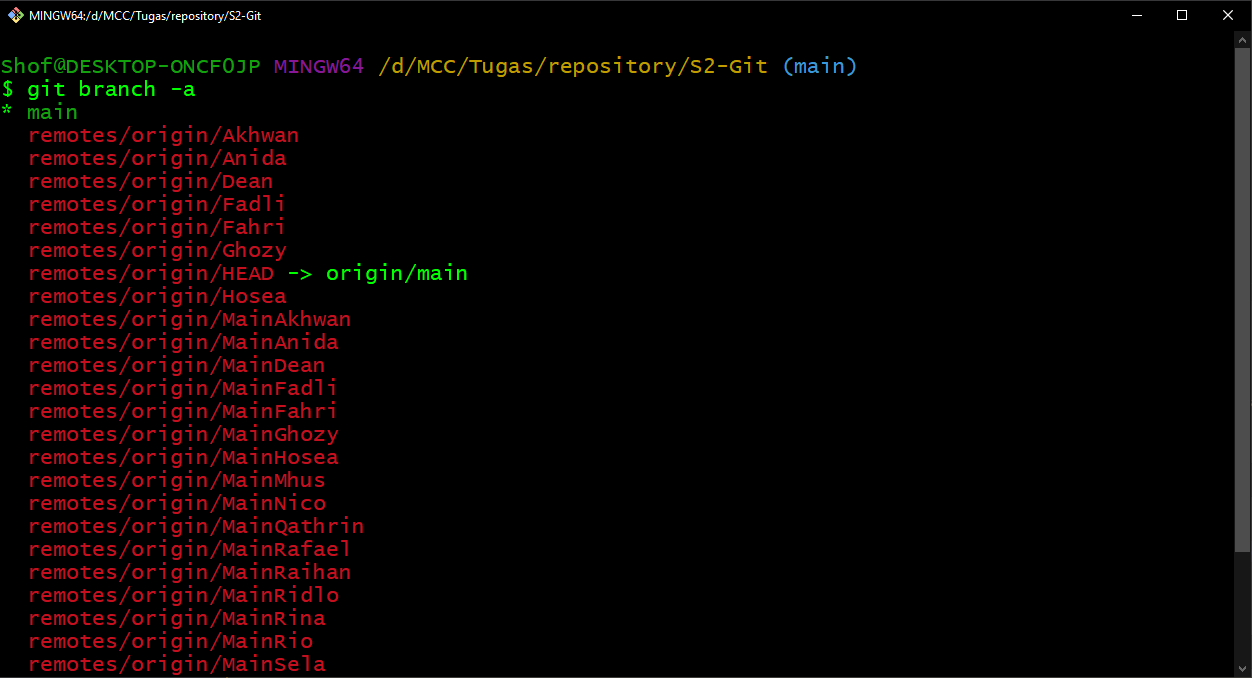 MINGW64:/d/MCC/Tugas/repository/S2-Git
Shof@DESKTOP-ONCF0JP MINGW64 /d/MCC/Tugas/repository/S2-Git (main)
$ git branch -a
* main
  remotes/origin/Akhwan
  remotes/origin/Anida
  remotes/origin/Dean
  remotes/origin/Fadli
  remotes/origin/Fahri
  remotes/origin/Ghozy
  remotes/origin/HEAD -> origin/main
  remotes/origin/Hosea
  remotes/origin/MainAkhwan
  remotes/origin/MainAnida
  remotes/origin/MainDean
  remotes/origin/MainFadli
  remotes/origin/MainFahri
  remotes/origin/MainGhozy
  remotes/origin/MainHosea
  remotes/origin/MainMhus
  remotes/origin/MainNico
  remotes/origin/MainQathrin
  remotes/origin/MainRafael
  remotes/origin/MainRaihan
  remotes/origin/MainRidlo
  remotes/origin/MainRina
  remotes/origin/MainRio
  remotes/origin/MainSela